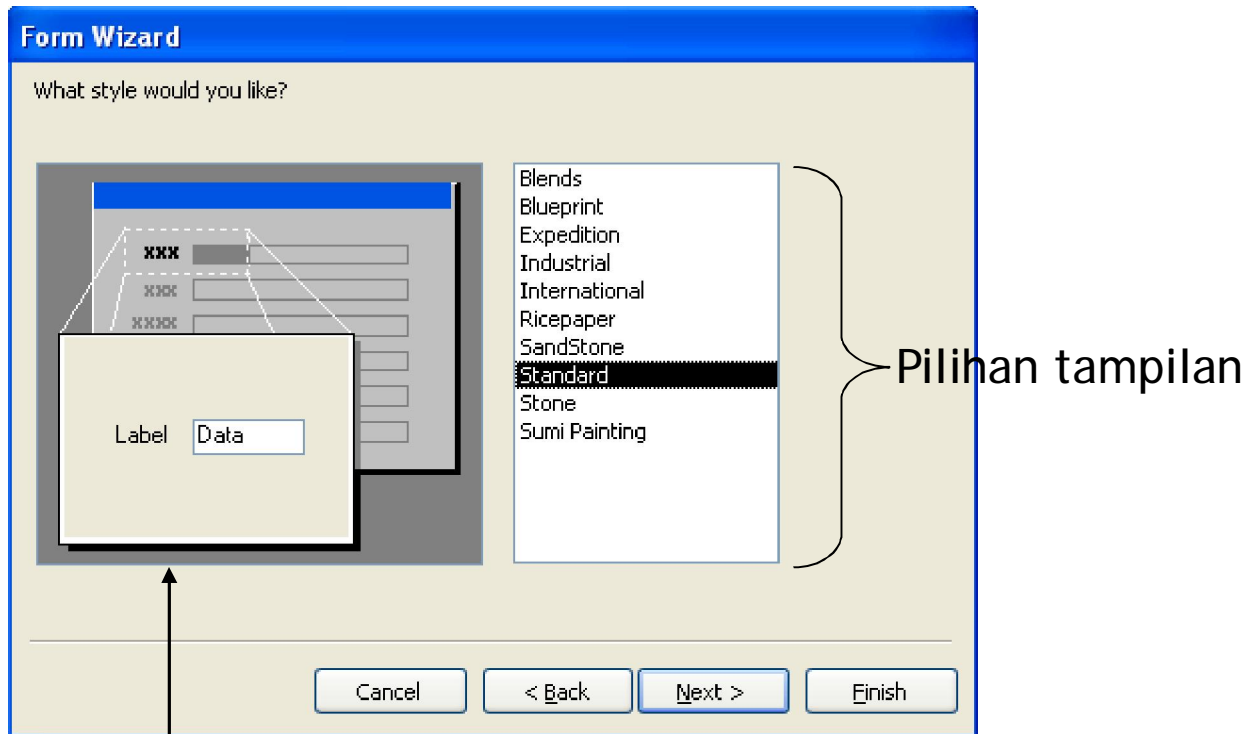 Form Wizard
What style would you like?
xxx
xxx
xxxx
Label Data
Blends
Blueprint
Expedition
Industrial
International
Ricepaper
SandStone
Standard
Stone
Sumi Painting
Pilihan tampilan
Cancel < Back Next > Finish